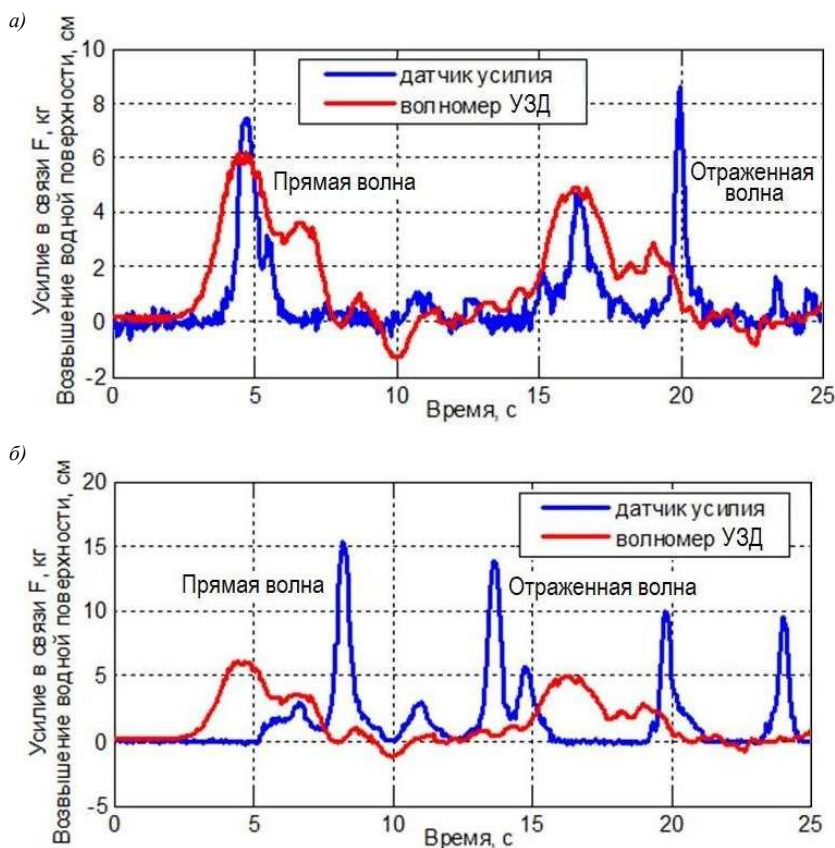 а)
Усилие в связи F, кг
Возвышение водной поверхности, см
10
8
6
4
2
0
-2
датчик усилия
волномер УЗД
Прямая волна
Отраженная
волна
0 5 10 15 20 25
Время, с
б)
Усилие в связи F, кг
Возвышение водной поверхности, см
20
15
10
5
0
-5
датчик усилия
волномер УЗД
Прямая волна
Отраженная волна
0 5 10 15 20 25
Время, с